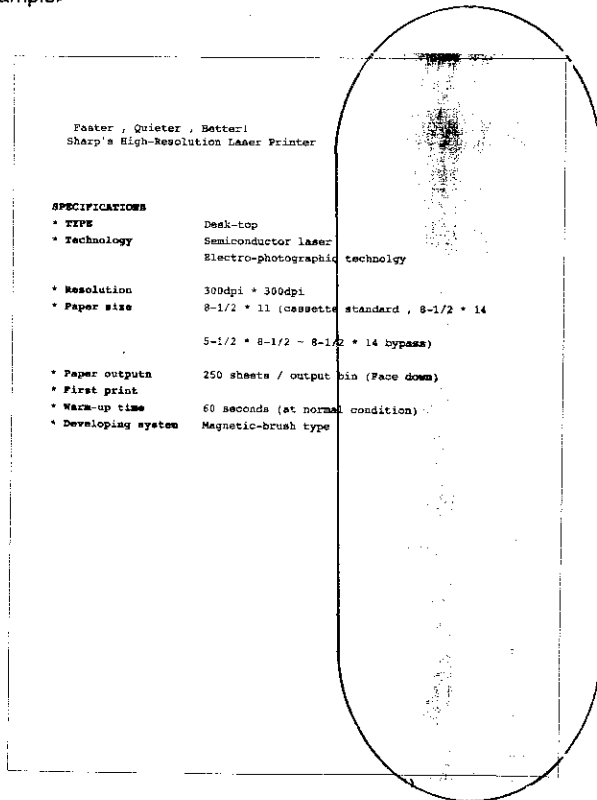 Faster , Quieter , Better!
Sharp's High-Resolution Laser Printer
SPECIFICATIONS
* TYPE Desk-top
* Technology Semiconductor laser
Electro-photographic technolgy
* Resolution 300dpi * 300dpi
* Paper size 8-1/2 * 11 (cassette standard , 8-1/2 * 14
5-1/2 * 8-1/2 ~ 8-1/2 * 14 bypass)
* Paper outputn 250 sheets / output bin (Face down)
* First print
* Warm-up time 60 seconds (at normal condition)
* Developing system Magnetic-brush type